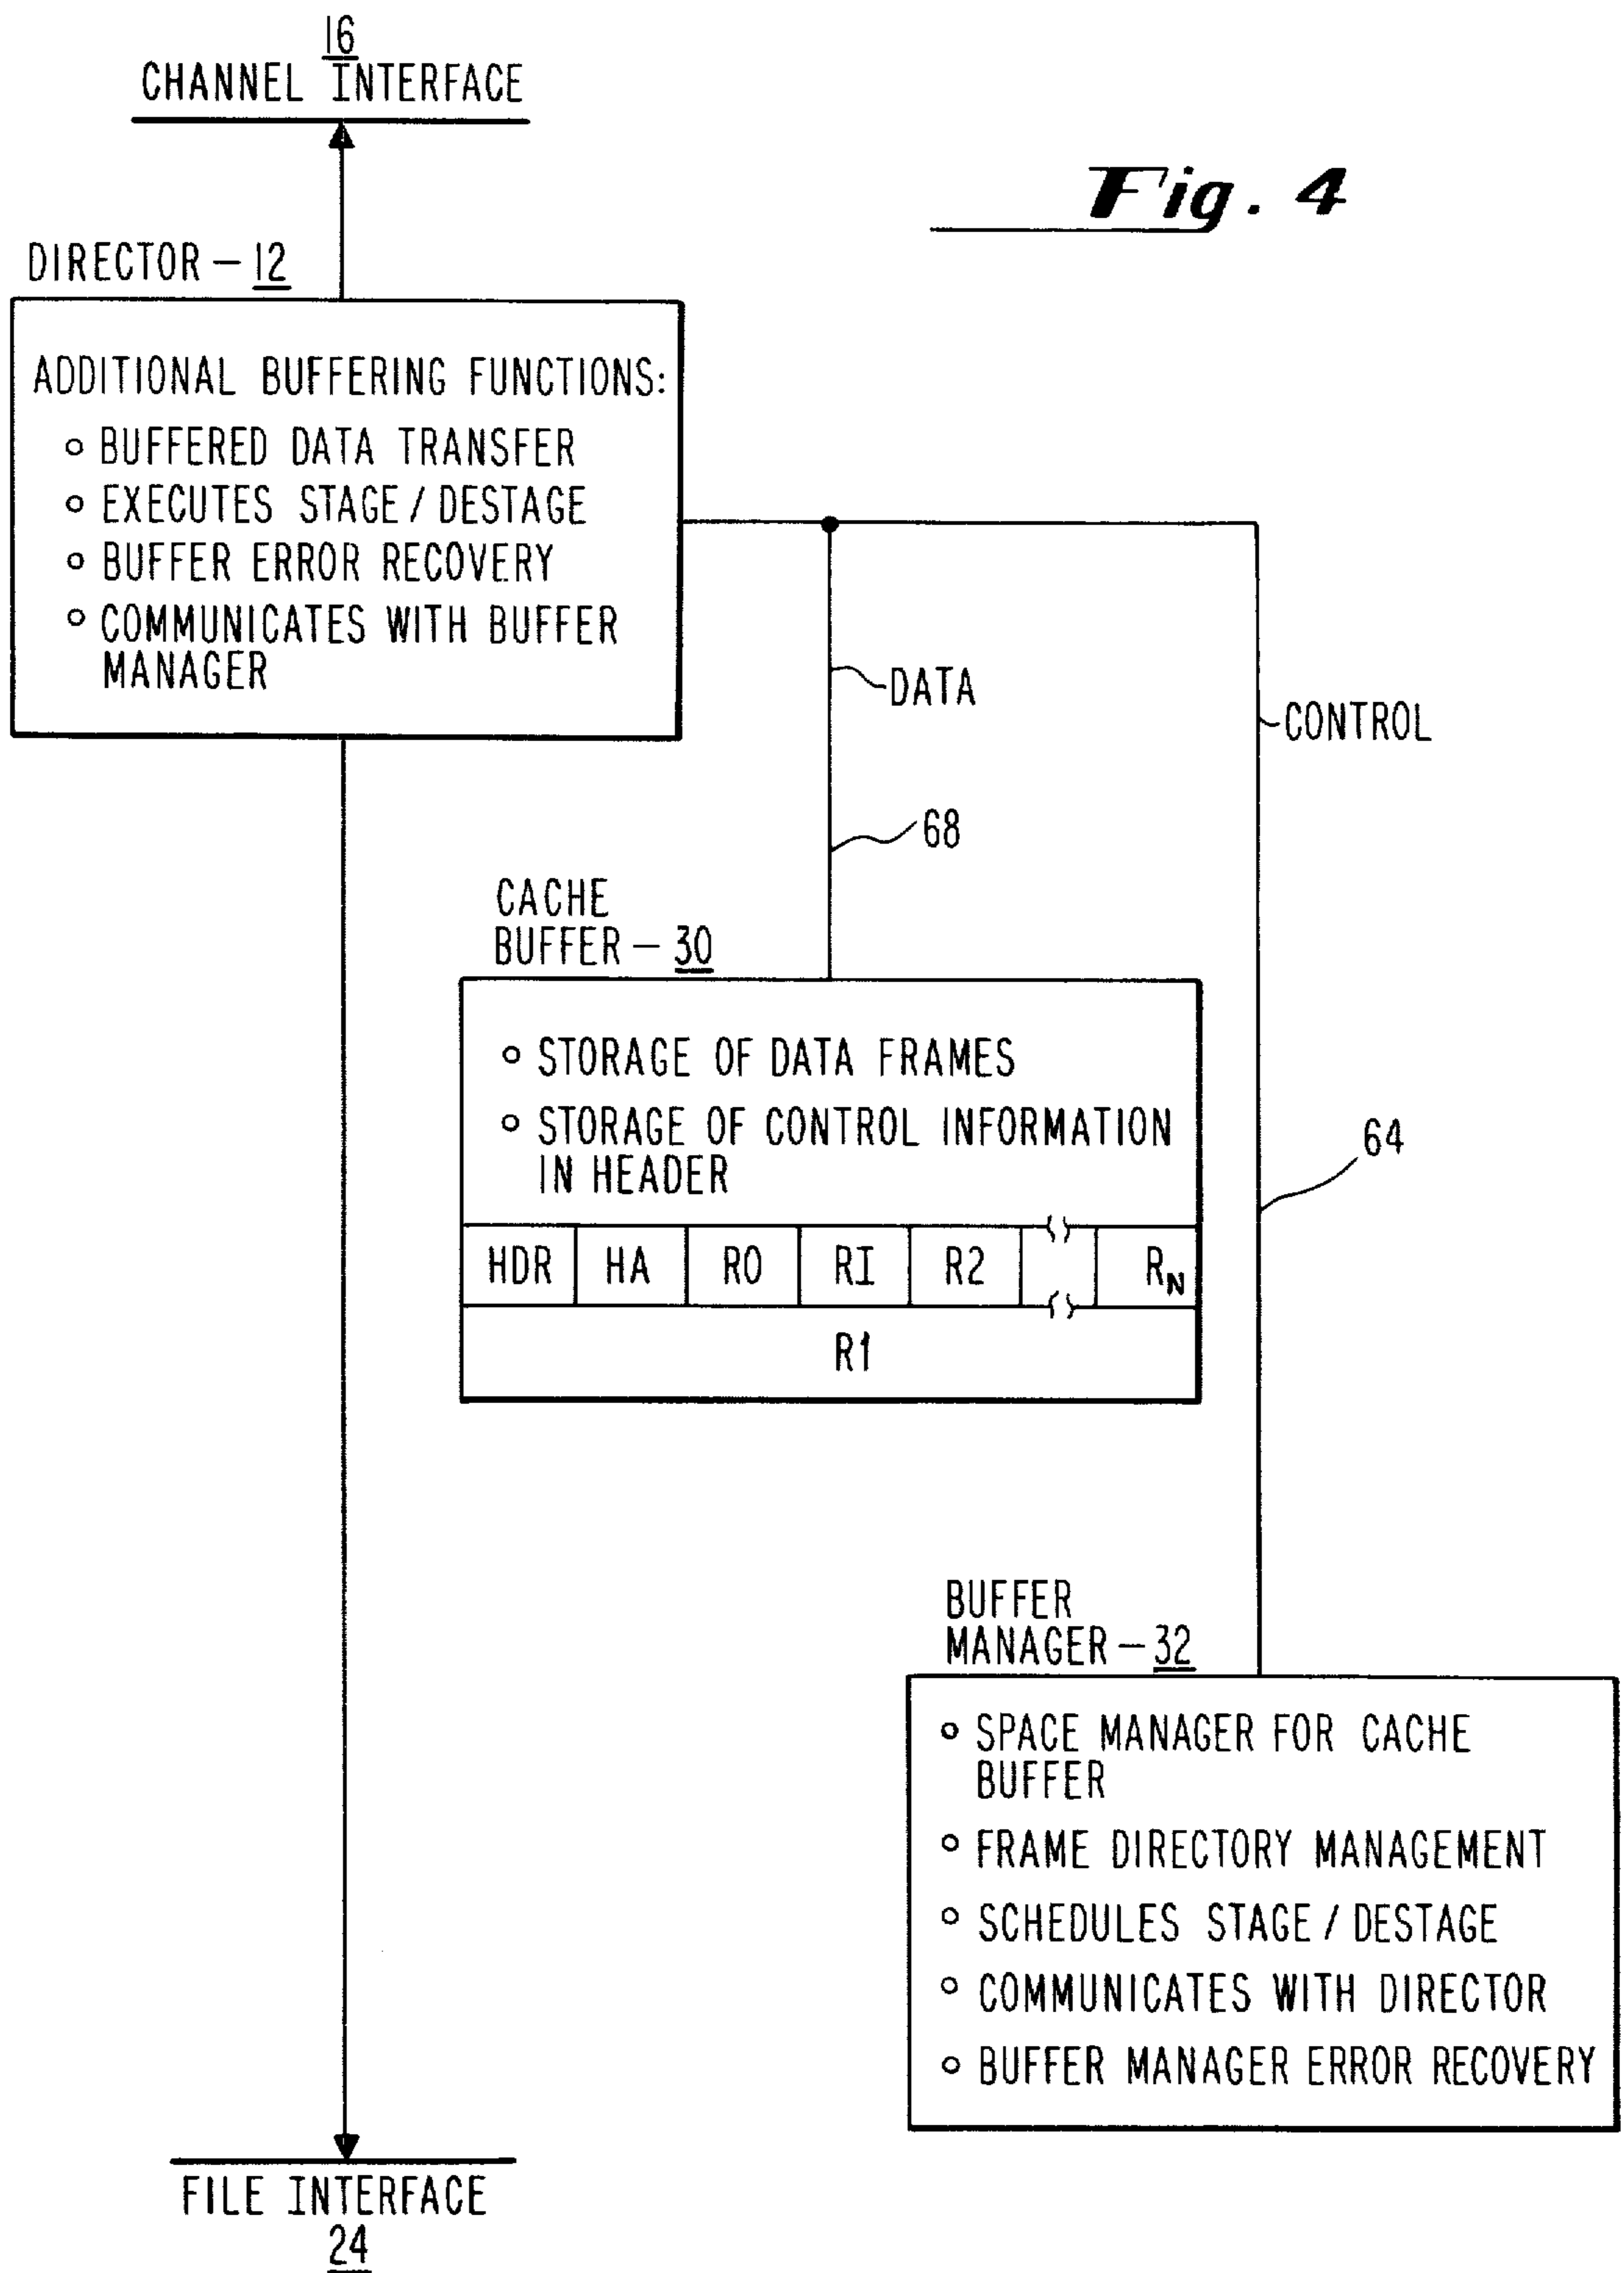 16
CHANNEL INTERFACE
Fig. 4
DIRECTOR - 12
ADDITIONAL BUFFERING FUNCTIONS:
○ BUFFERED DATA TRANSFER
○ EXECUTES STAGE / DESTAGE
○ BUFFER ERROR RECOVERY
○ COMMUNICATES WITH BUFFER
MANAGER
DATA
CONTROL
68
CACHE
BUFFER - 30
○ STORAGE OF DATA FRAMES
○ STORAGE OF CONTROL INFORMATION
IN HEADER
64
HDR HA R0 RI R2 RN
R1
BUFFER
MANAGER - 32
○ SPACE MANAGER FOR CACHE
BUFFER
○ FRAME DIRECTORY MANAGEMENT
○ SCHEDULES STAGE / DESTAGE
○ COMMUNICATES WITH DIRECTOR
○ BUFFER MANAGER ERROR RECOVERY
FILE INTERFACE
24